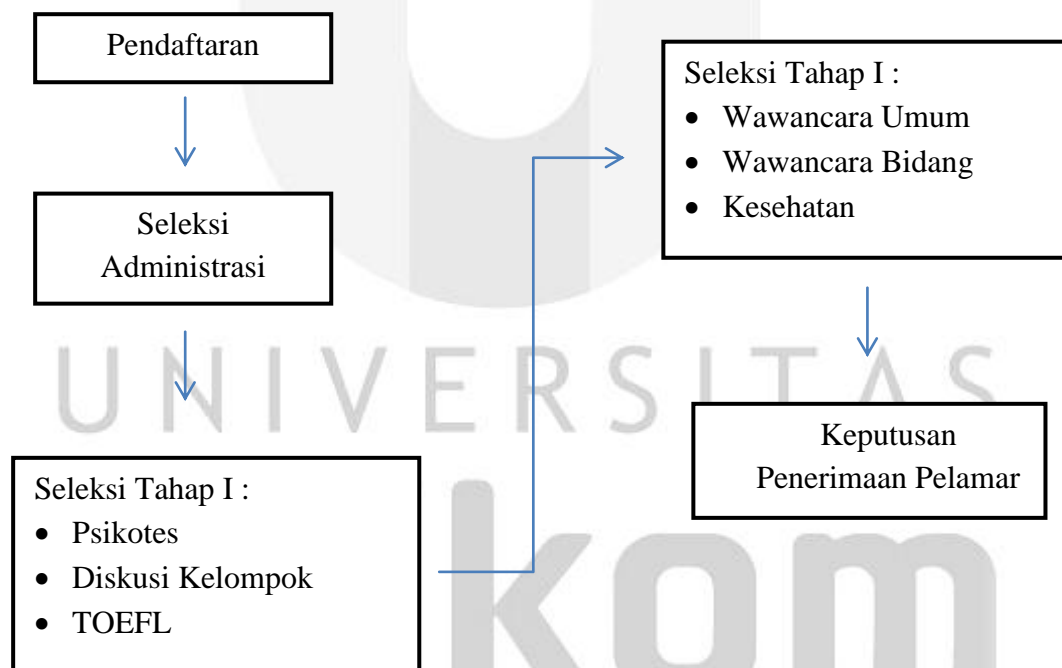 Pendaftaran
Seleksi
Administrasi
Seleksi Tahap I :
• Psikotes
• Diskusi Kelompok
• TOEFL
Seleksi Tahap I :
• Wawancara Umum
• Wawancara Bidang
• Kesehatan
Keputusan
Penerimaan Pelamar
UNIVERSITAS
kom